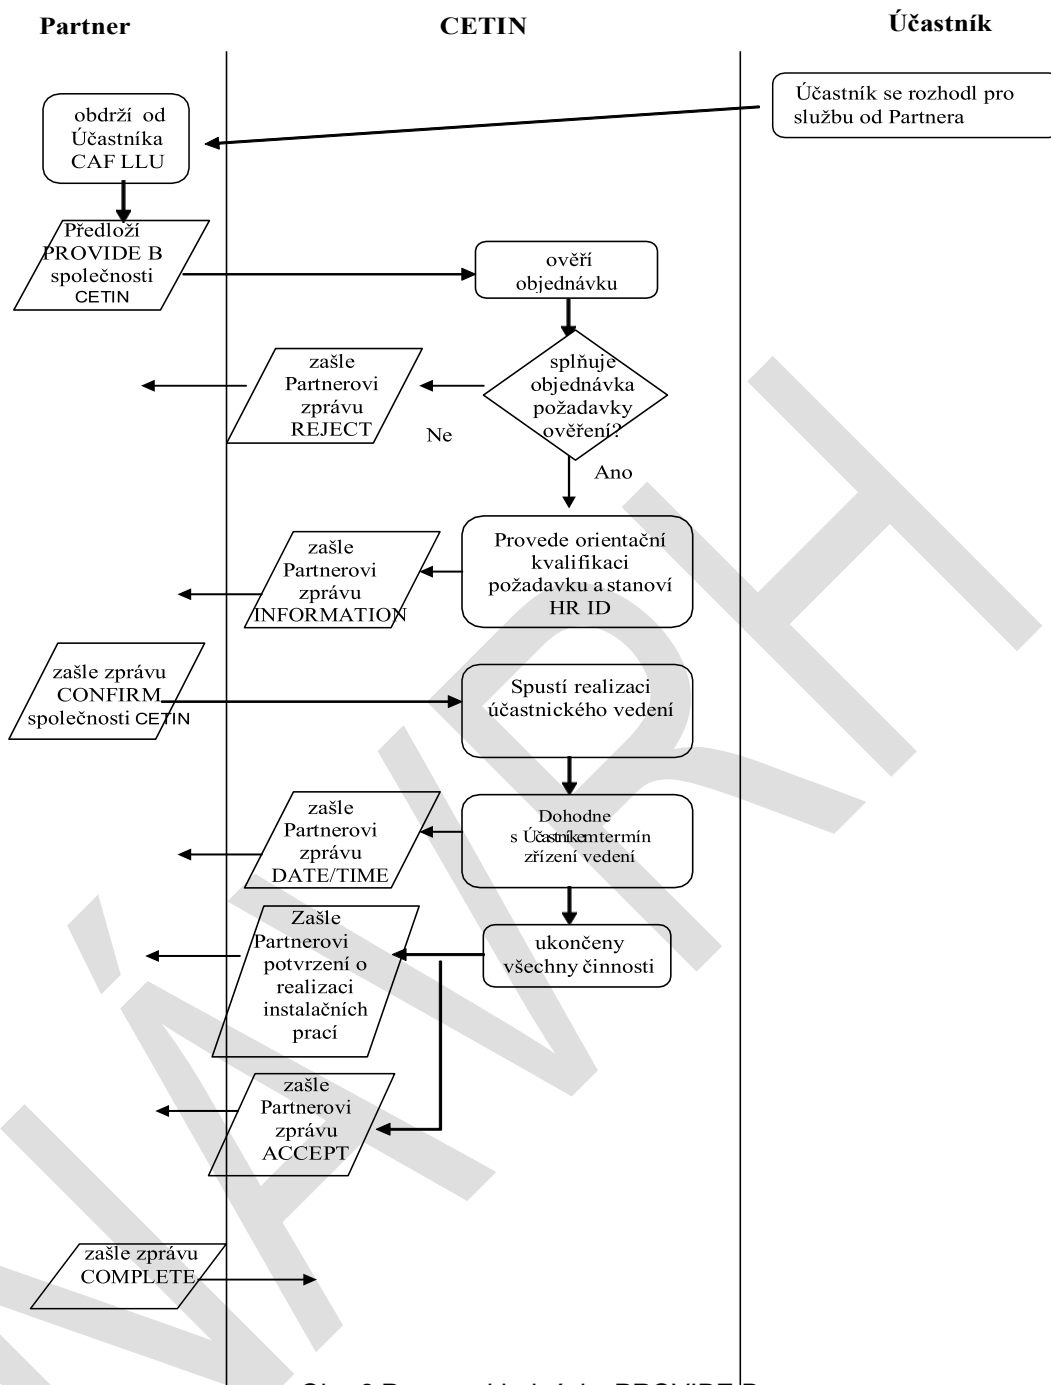 Partner
CETIN
Účastník
Účastník se rozhodl pro
službu od Partnera
obdrží od
Účastníka
CAF LLU
Předloží
PROVIDE B
společnosti
CETIN
ověří
objednávku
splňuje
objednávka
požadavky
ověření?
zašle
Partnerovi
zprávu
REJECT
Ne
Ano
Provede orientační
kvalifikaci
požadavku a stanoví
HR ID
zašle
Partnerovi
zprávu
INFORMATION
zašle zprávu
CONFIRM
společnosti CETIN
Spustí realizaci
účastnického vedení
Dohodne
s Účastníkem termín
zřízení vedení
zašle
Partnerovi
zprávu
DATE/TIME
ukončeny
všechny činnosti
Zašle
Partnerovi
potvrzení o
realizaci
instalačních
prací
zašle
Partnerovi
zprávu
ACCEPT
zašle zprávu
COMPLETE
NÁVRH